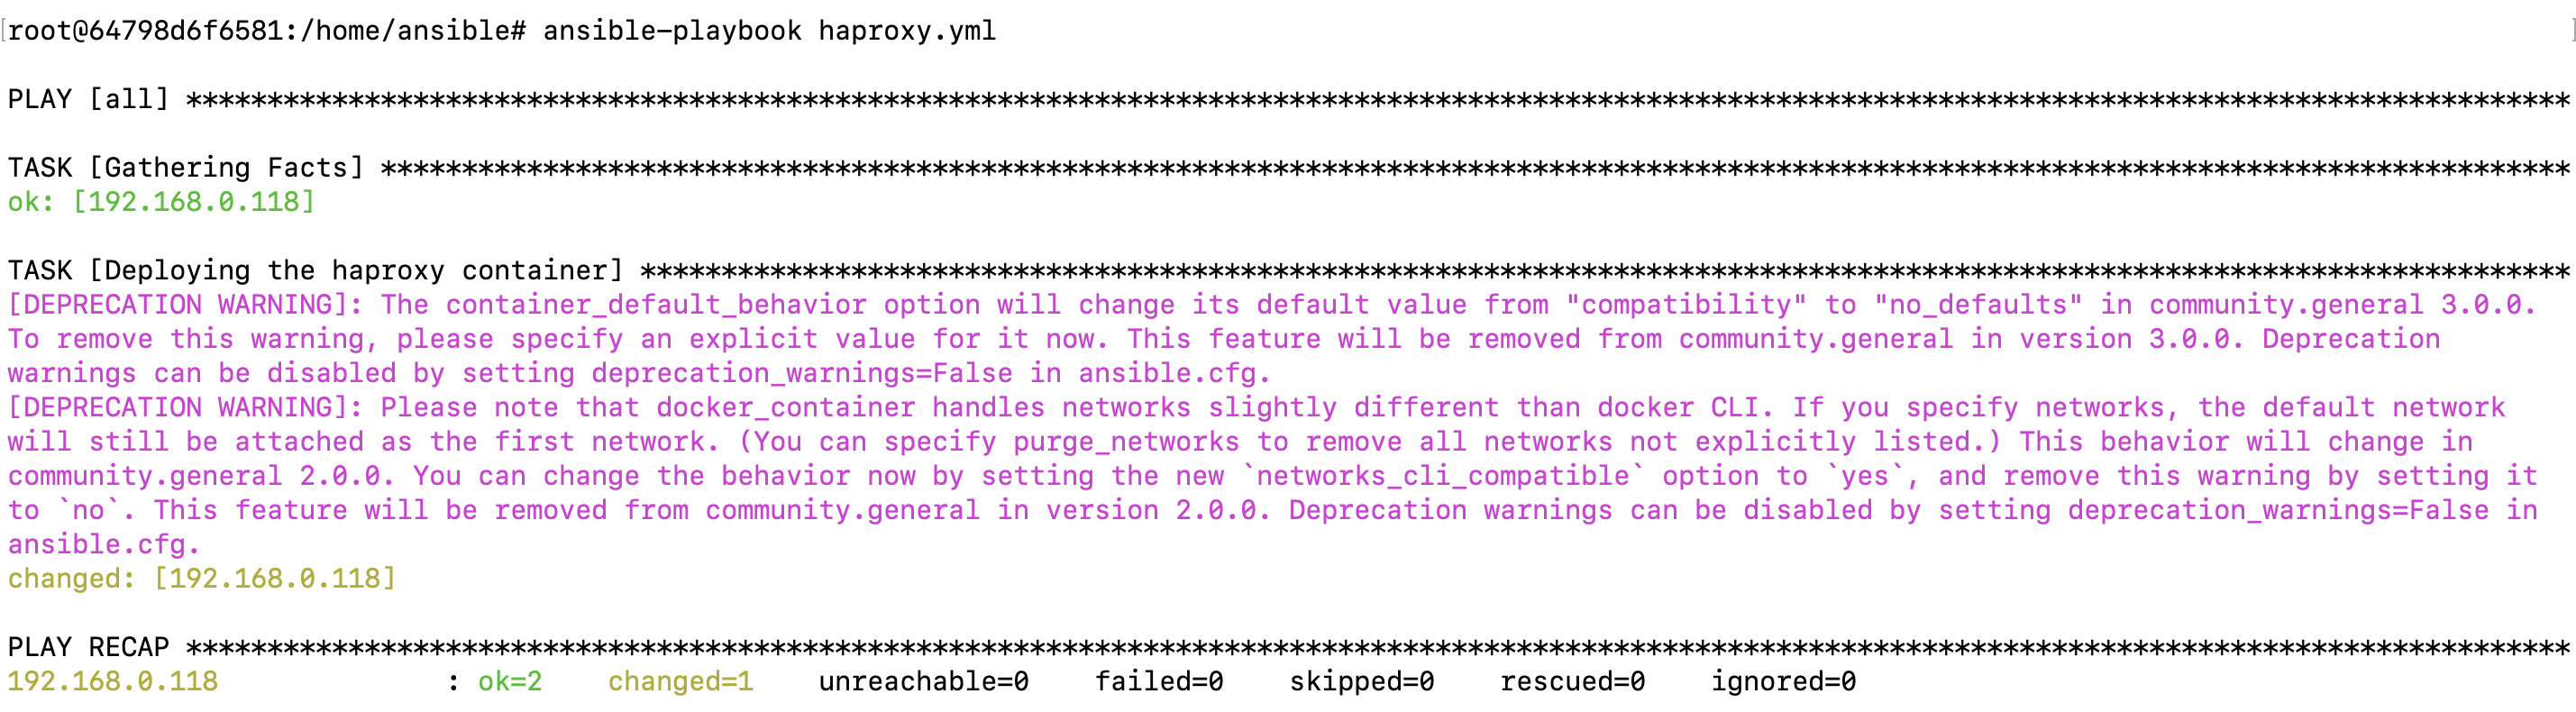 [root@64798d6f6581:/home/ansible# ansible-playbook haproxy.yml ]
PLAY [all] **************************************************************************************************************************************************
TASK [Gathering Facts] **************************************************************************************************************************************
ok: [192.168.0.118]
TASK [Deploying the haproxy container] **********************************************************************************************************************
[DEPRECATION WARNING]: The container_default_behavior option will change its default value from "compatibility" to "no_defaults" in community.general 3.0.0.
To remove this warning, please specify an explicit value for it now. This feature will be removed from community.general in version 3.0.0. Deprecation
warnings can be disabled by setting deprecation_warnings=False in ansible.cfg.
[DEPRECATION WARNING]: Please note that docker_container handles networks slightly different than docker CLI. If you specify networks, the default network
will still be attached as the first network. (You can specify purge_networks to remove all networks not explicitly listed.) This behavior will change in
community.general 2.0.0. You can change the behavior now by setting the new `networks_cli_compatible` option to `yes`, and remove this warning by setting it
to `no`. This feature will be removed from community.general in version 2.0.0. Deprecation warnings can be disabled by setting deprecation_warnings=False in
ansible.cfg.
changed: [192.168.0.118]
PLAY RECAP **************************************************************************************************************************************************
192.168.0.118 : ok=2 changed=1 unreachable=0 failed=0 skipped=0 rescued=0 ignored=0